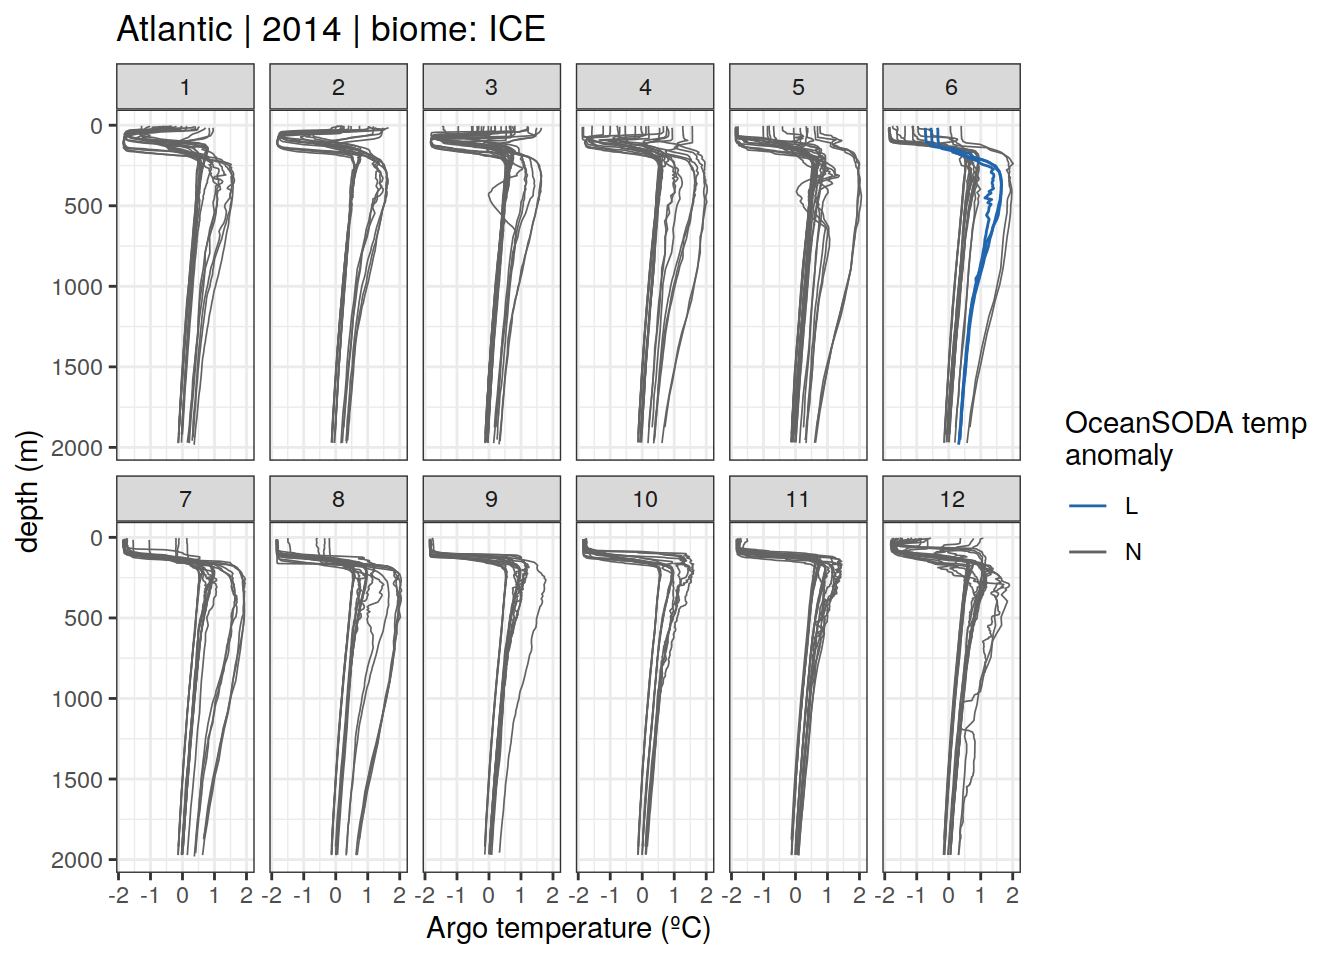 Atlantic | 2014 | biome: ICE
1 2 3 4 5 6
0
500
1000
1500
2000
7 8 9 10 11 12
0
500
1000
1500
2000
-2 -1 0 1 2 -2 -1 0 1 2 -2 -1 0 1 2 -2 -1 0 1 2 -2 -1 0 1 2 -2 -1 0 1 2
Argo temperature (ºC)
depth (m)
OceanSODA temp
anomaly
L
N